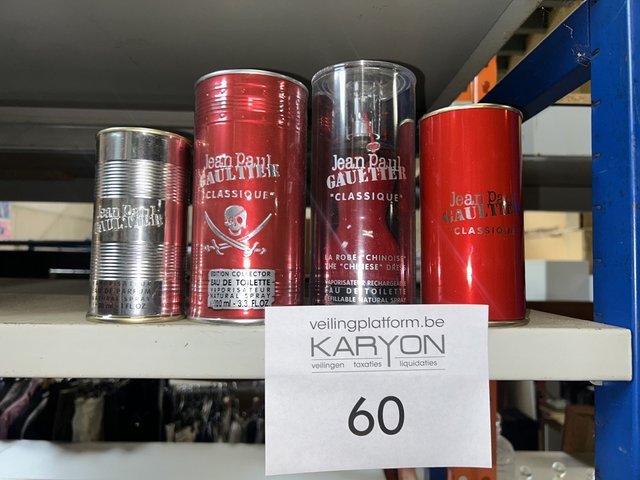 Jean Paul
GAULTIER
Jean Paul
GAULTIER
"CLASSIQUE"
EDITION COLLECTOR
EAU DE TOILETTE
VAPORISATEUR
NATURAL SPRAY
100 ml - 3.3 FL.OZ
Jean Paul
GAULTIER
"CLASSIQUE"
LA ROBE "CHINOISE"
THE "CHINESE" DRESS
VAPORISATEUR RECHARGEABLE
EAU DE TOILETTE
REFILLABLE NATURAL SPRAY
Jean Paul
GAULTIER
"CLASSIQUE"
veilingplatform.be
KARYON
veilingen taxaties liquidaties
60